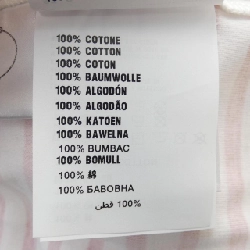 100% COTONE
100% COTTON
100% COTON
100% BAUMWOLLE
100% ALGODÓN
100% ALGODÃO
100% KATOEN
100% BAWEŁNA
100% BUMBAC
100% BOMULL
100% 綿
100% БАВОВНА
100% قطن